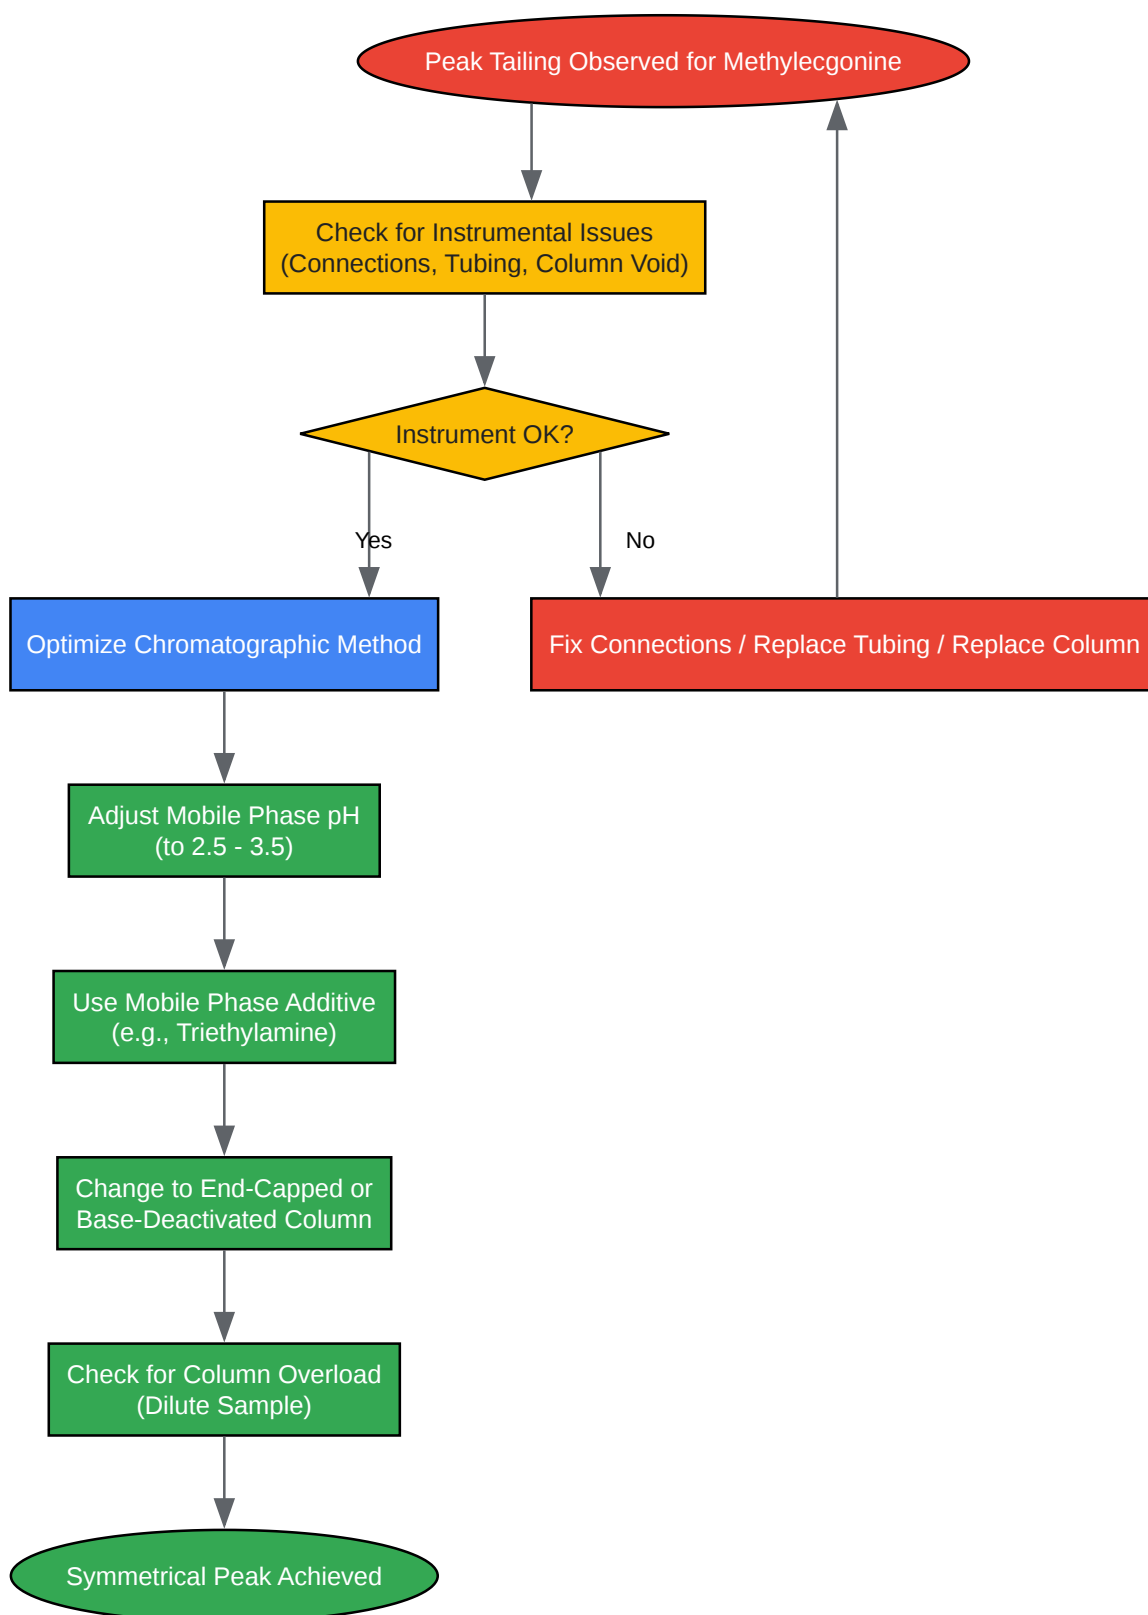 Peak Tailing Observed for Methylecgonine
Check for Instrumental Issues
(Connections, Tubing, Column Void)
Instrument OK?
Yes
No
Optimize Chromatographic Method
Fix Connections / Replace Tubing / Replace Column
Adjust Mobile Phase pH
(to 2.5 - 3.5)
Use Mobile Phase Additive
(e.g., Triethylamine)
Change to End-Capped or
Base-Deactivated Column
Check for Column Overload
(Dilute Sample)
Symmetrical Peak Achieved